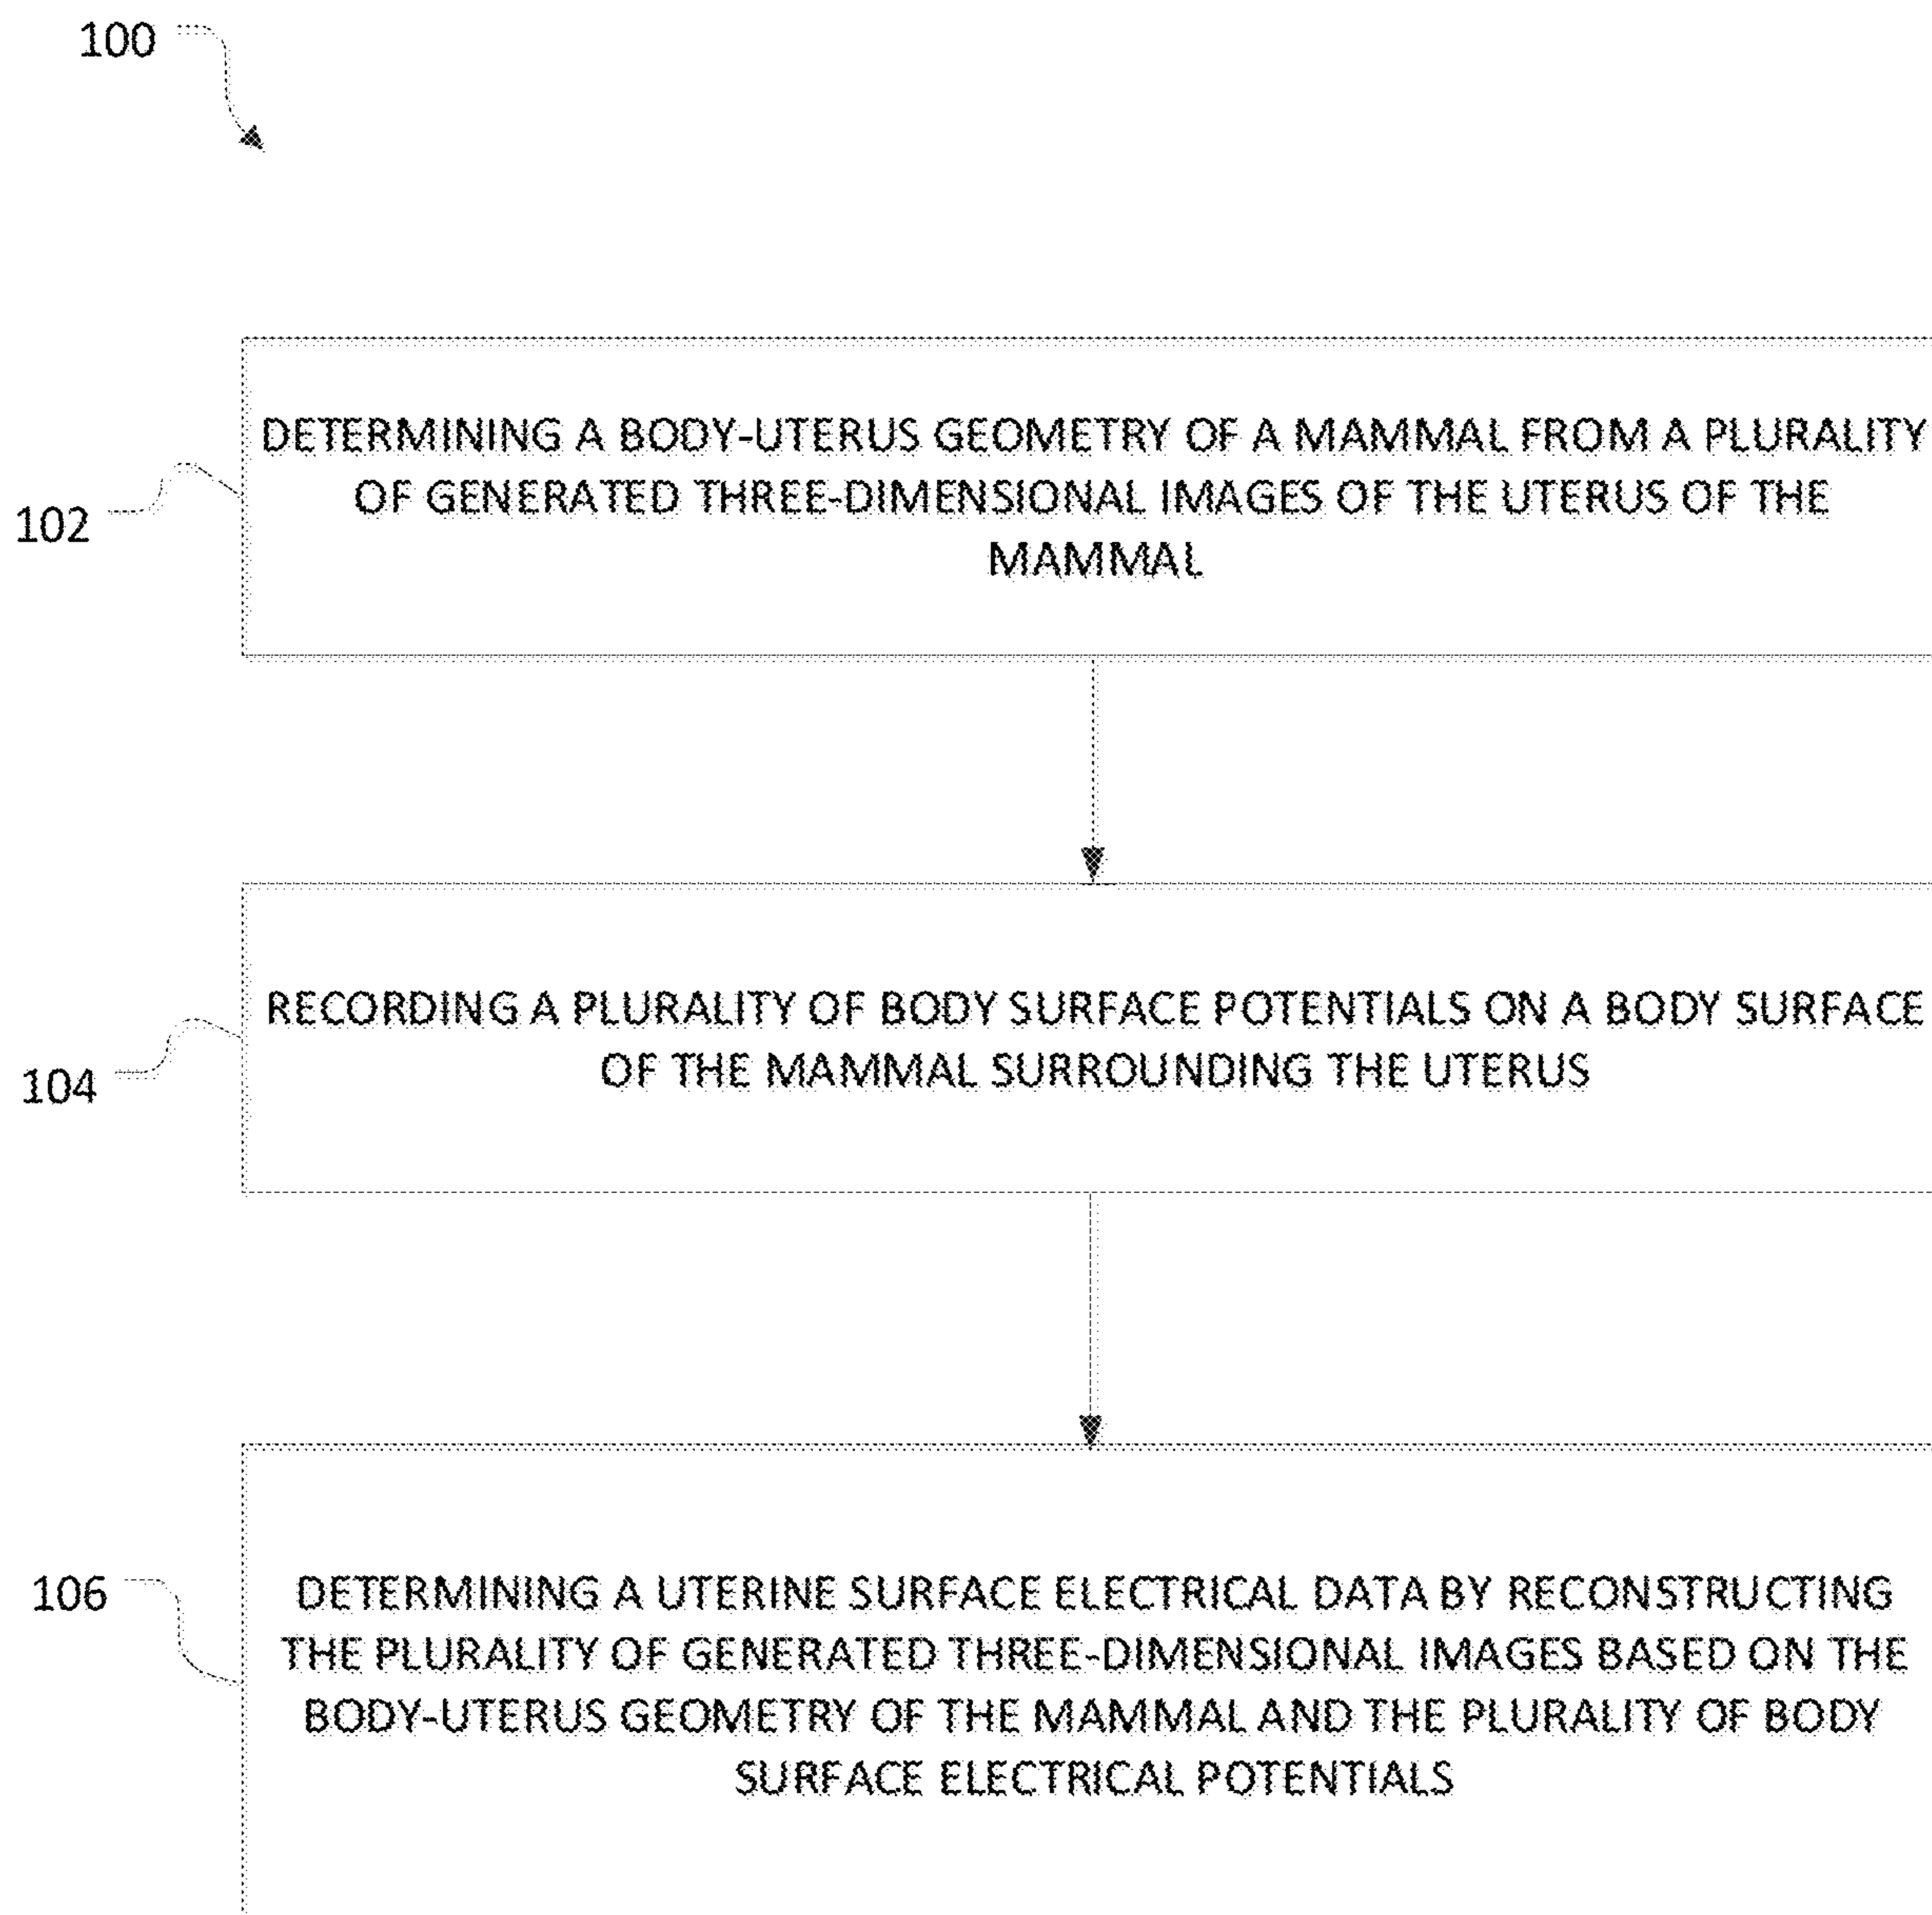 100
102
DETERMINING A BODY-UTERUS GEOMETRY OF A MAMMAL FROM A PLURALITY
OF GENERATED THREE-DIMENSIONAL IMAGES OF THE UTERUS OF THE
MAMMAL
104
RECORDING A PLURALITY OF BODY SURFACE POTENTIALS ON A BODY SURFACE
OF THE MAMMAL SURROUNDING THE UTERUS
106
DETERMINING A UTERINE SURFACE ELECTRICAL DATA BY RECONSTRUCTING
THE PLURALITY OF GENERATED THREE-DIMENSIONAL IMAGES BASED ON THE
BODY-UTERUS GEOMETRY OF THE MAMMAL AND THE PLURALITY OF BODY
SURFACE ELECTRICAL POTENTIALS